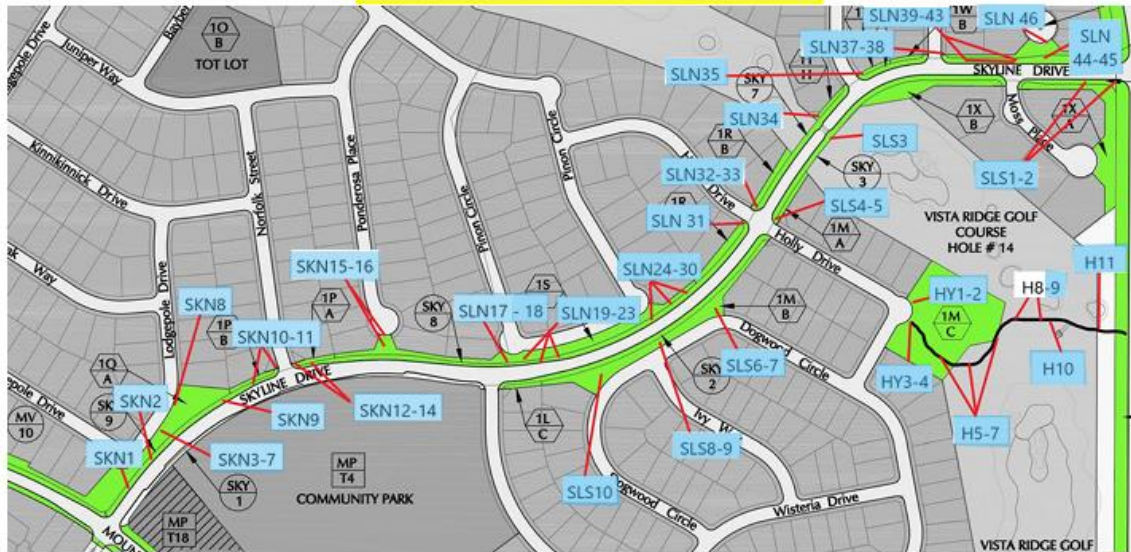 SLN39-43
1W
B
SLN 46
SLN
44-45
1O
B
TOT LOT
Juniper Way
SLN37-38
SKYLINE DRIVE
SLN35
SKY
7
SLN34
1X
B
1X
A
Moss Place
Kinnikinnick Drive
Norfolk Street
Ponderosa Place
Pinon Circle
Pinon Circle
1R
B
SLS3
SKY
3
SLS1-2
SLN32-33
Drive
SLS4-5
SLN 31
1M
A
VISTA RIDGE GOLF
COURSE
HOLE # 14
Way
Lodgepole Drive
SKN15-16
SLN24-30
Holly Drive
H11
SKN8
1P
A
SKY
8
1S
SLN17 - 18
SLN19-23
1M
B
HY1-2
H8-9
1P
B
SKN10-11
1M
C
1Q
A
SKYLINE DRIVE
Dogwood Circle
SKN2
SKY
9
SKN9
SKN12-14
SKY
2
SLS6-7
HY3-4
H10
MV
10
1L
C
Ivy Way
SLS8-9
H5-7
SKN1
SKN3-7
MP
T4
COMMUNITY PARK
SKY
1
SLS10
Dogwood Circle
Wisteria Drive
MP
T18
VISTA RIDGE GOLF